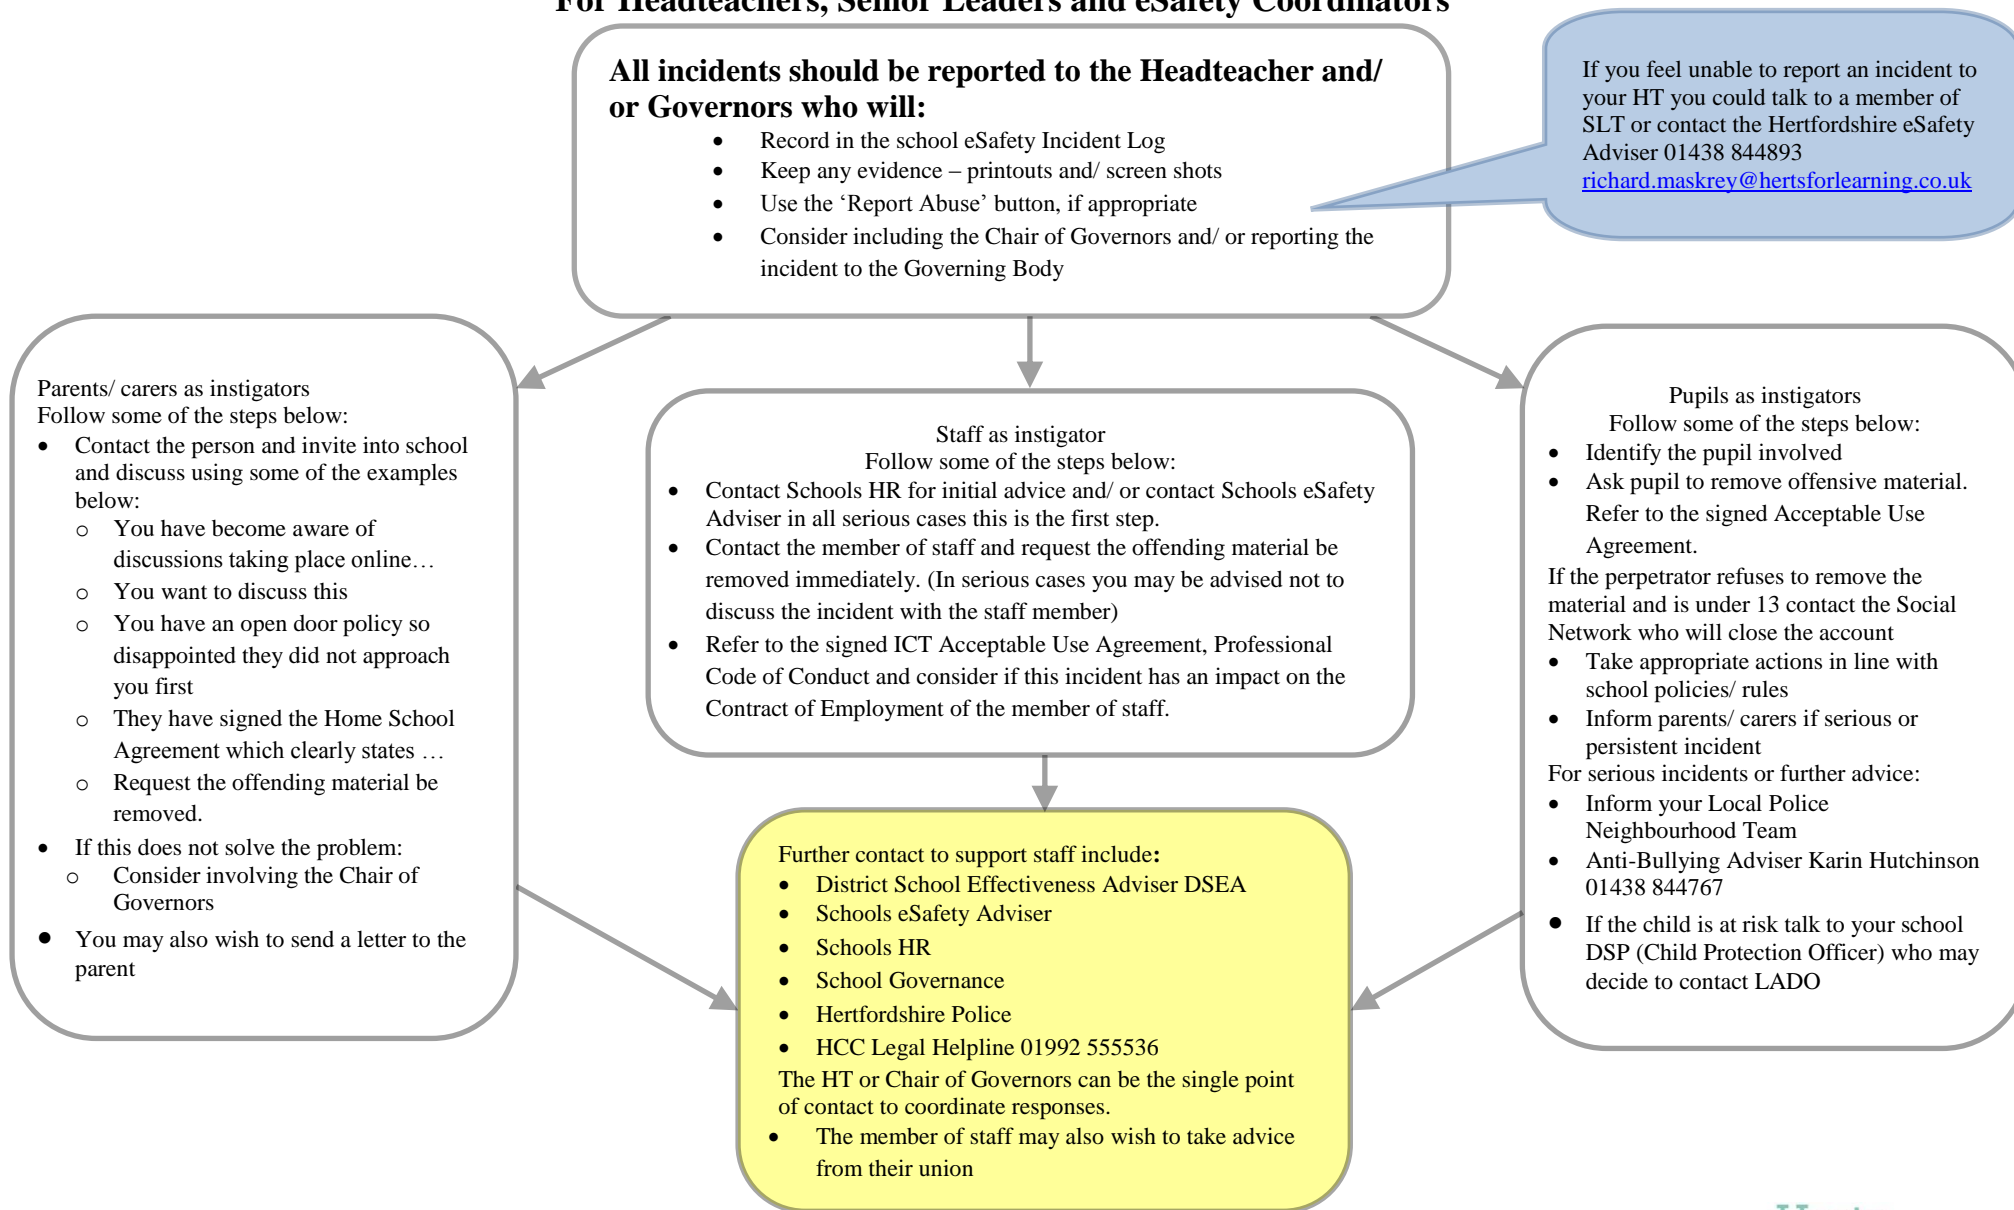 For Headteachers, Senior Leaders and eSafety Coordinators
All incidents should be reported to the Headteacher and/
or Governors who will:
• Record in the school eSafety Incident Log
• Keep any evidence – printouts and/ screen shots
• Use the ‘Report Abuse’ button, if appropriate
• Consider including the Chair of Governors and/ or reporting the
incident to the Governing Body
If you feel unable to report an incident to
your HT you could talk to a member of
SLT or contact the Hertfordshire eSafety
Adviser 01438 844893
richard.maskrey@hertsforlearning.co.uk
Parents/ carers as instigators
Follow some of the steps below:
• Contact the person and invite into school
and discuss using some of the examples
below:
o You have become aware of
discussions taking place online…
o You want to discuss this
o You have an open door policy so
disappointed they did not approach
you first
o They have signed the Home School
Agreement which clearly states …
o Request the offending material be
removed.
• If this does not solve the problem:
o Consider involving the Chair of
Governors
• You may also wish to send a letter to the
parent
Staff as instigator
Follow some of the steps below:
• Contact Schools HR for initial advice and/ or contact Schools eSafety
Adviser in all serious cases this is the first step.
• Contact the member of staff and request the offending material be
removed immediately. (In serious cases you may be advised not to
discuss the incident with the staff member)
• Refer to the signed ICT Acceptable Use Agreement, Professional
Code of Conduct and consider if this incident has an impact on the
Contract of Employment of the member of staff.
Pupils as instigators
Follow some of the steps below:
• Identify the pupil involved
• Ask pupil to remove offensive material.
Refer to the signed Acceptable Use
Agreement.
If the perpetrator refuses to remove the
material and is under 13 contact the Social
Network who will close the account
• Take appropriate actions in line with
school policies/ rules
• Inform parents/ carers if serious or
persistent incident
For serious incidents or further advice:
• Inform your Local Police
Neighbourhood Team
• Anti-Bullying Adviser Karin Hutchinson
01438 844767
• If the child is at risk talk to your school
DSP (Child Protection Officer) who may
decide to contact LADO
Further contact to support staff include:
• District School Effectiveness Adviser DSEA
• Schools eSafety Adviser
• Schools HR
• School Governance
• Hertfordshire Police
• HCC Legal Helpline 01992 555536
The HT or Chair of Governors can be the single point
of contact to coordinate responses.
• The member of staff may also wish to take advice
from their union